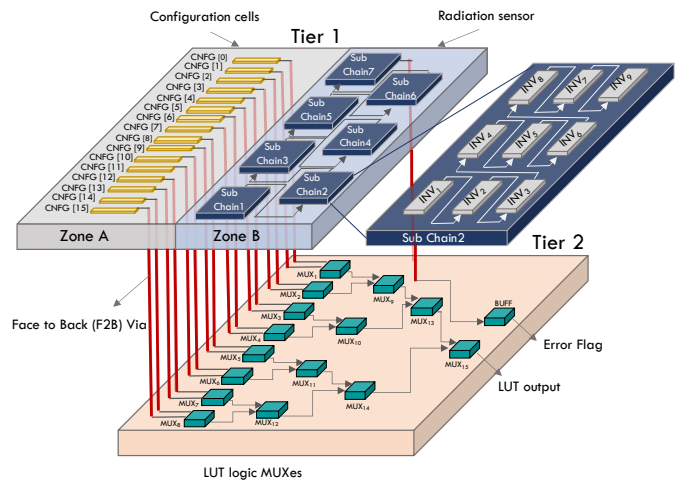 Configuration cells
Radiation sensor
Tier 1
CNFG [0]
CNFG [1]
CNFG [2]
CNFG [3]
CNFG [4]
CNFG [5]
CNFG [6]
CNFG [7]
CNFG [8]
CNFG [9]
CNFG [10]
CNFG [11]
CNFG [12]
CNFG [13]
CNFG [14]
CNFG [15]
Sub
Chain7
Sub
Chain6
Sub
Chain5
Sub
Chain4
Sub
Chain3
Sub
Chain2
Sub
Chain1
INV8
INV7
INV9
INV4
INV5
INV6
INV1
INV2
INV3
Sub Chain2
Zone A
Zone B
Tier 2
MUX1
MUX2
MUX9
MUX3
MUX13
BUFF
MUX4
MUX10
MUX5
MUX15
MUX6
MUX11
MUX7
MUX14
MUX8
MUX12
Face to Back (F2B) Via
Error Flag
LUT output
LUT logic MUXes